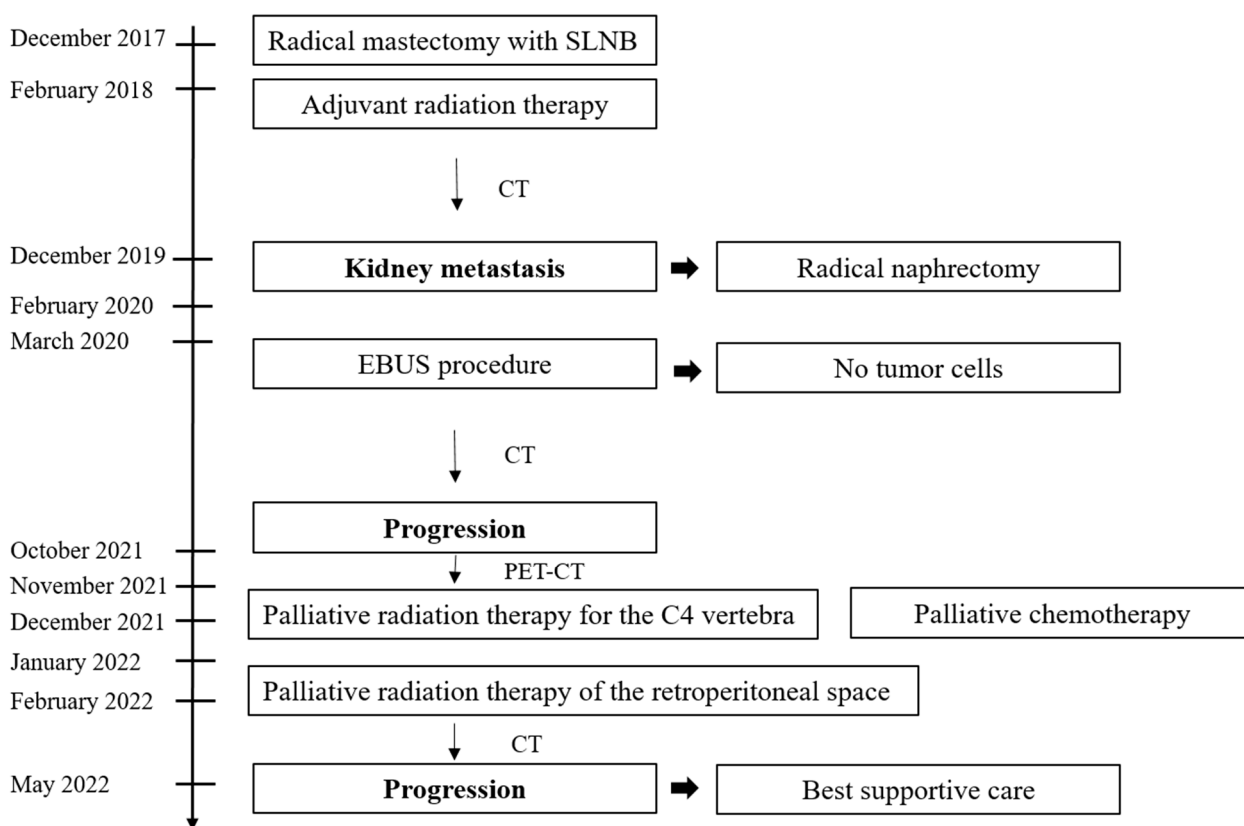 December 2017
Radical mastectomy with SLNB
February 2018
Adjuvant radiation therapy
CT
December 2019
Kidney metastasis
Radical naphrectomy
February 2020
March 2020
EBUS procedure
No tumor cells
CT
Progression
October 2021
PET-CT
November 2021
Palliative radiation therapy for the C4 vertebra
Palliative chemotherapy
December 2021
January 2022
Palliative radiation therapy of the retroperitoneal space
February 2022
CT
May 2022
Progression
Best supportive care